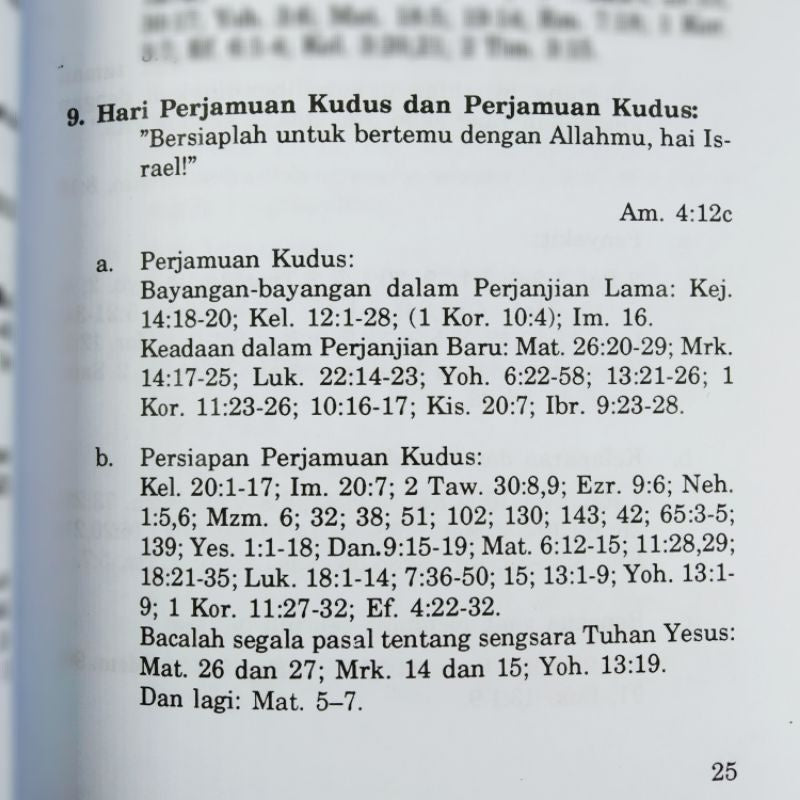 9. Hari Perjamuan Kudus dan Perjamuan Kudus:
"Bersiaplah untuk bertemu dengan Allahmu, hai Is-
rael!"
Am. 4:12c
a. Perjamuan Kudus:
Bayangan-bayangan dalam Perjanjian Lama: Kej.
14:18-20; Kel. 12:1-28; (1 Kor. 10:4); Im. 16.
Keadaan dalam Perjanjian Baru: Mat. 26:20-29; Mrk.
14:17-25; Luk. 22:14-23; Yoh. 6:22-58; 13:21-26; 1
Kor. 11:23-26; 10:16-17; Kis. 20:7; Ibr. 9:23-28.
b. Persiapan Perjamuan Kudus:
Kel. 20:1-17; Im. 20:7; 2 Taw. 30:8,9; Ezr. 9:6; Neh.
1:5,6; Mzm. 6; 32; 38; 51; 102; 130; 143; 42; 65:3-5;
139; Yes. 1:1-18; Dan.9:15-19; Mat. 6:12-15; 11:28,29;
18:21-35; Luk. 18:1-14; 7:36-50; 15; 13:1-9; Yoh. 13:1-
9; 1 Kor. 11:27-32; Ef. 4:22-32.
Bacalah segala pasal tentang sengsara Tuhan Yesus:
Mat. 26 dan 27; Mrk. 14 dan 15; Yoh. 13:19.
Dan lagi: Mat. 5–7.
25